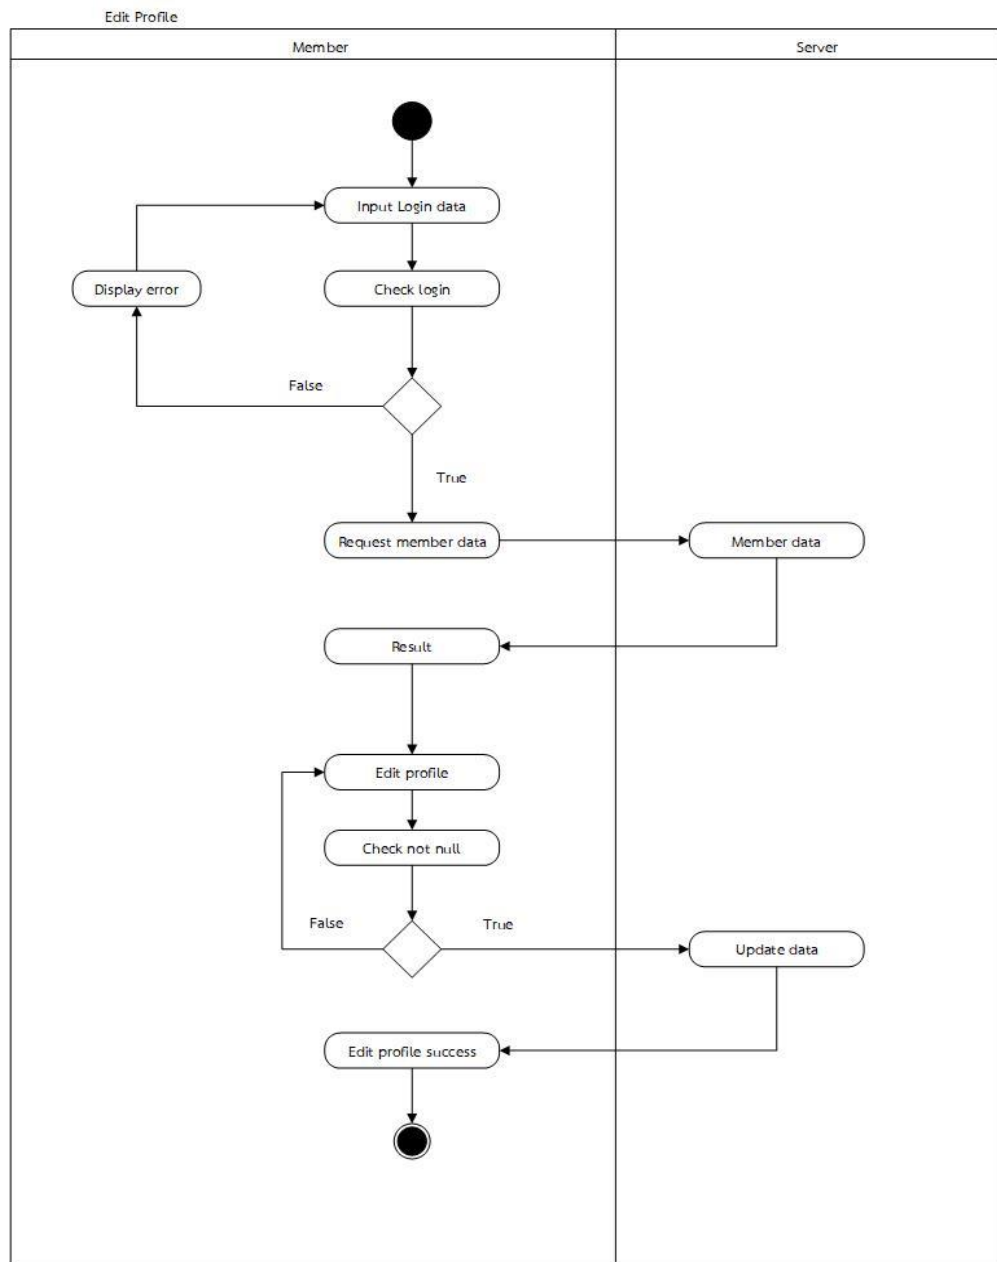 Edit Profile
Member
Server
Input Login data
Display error
Check login
False
True
Request member data
Member data
Result
Edit profile
Check not null
False
True
Update data
Edit profile success